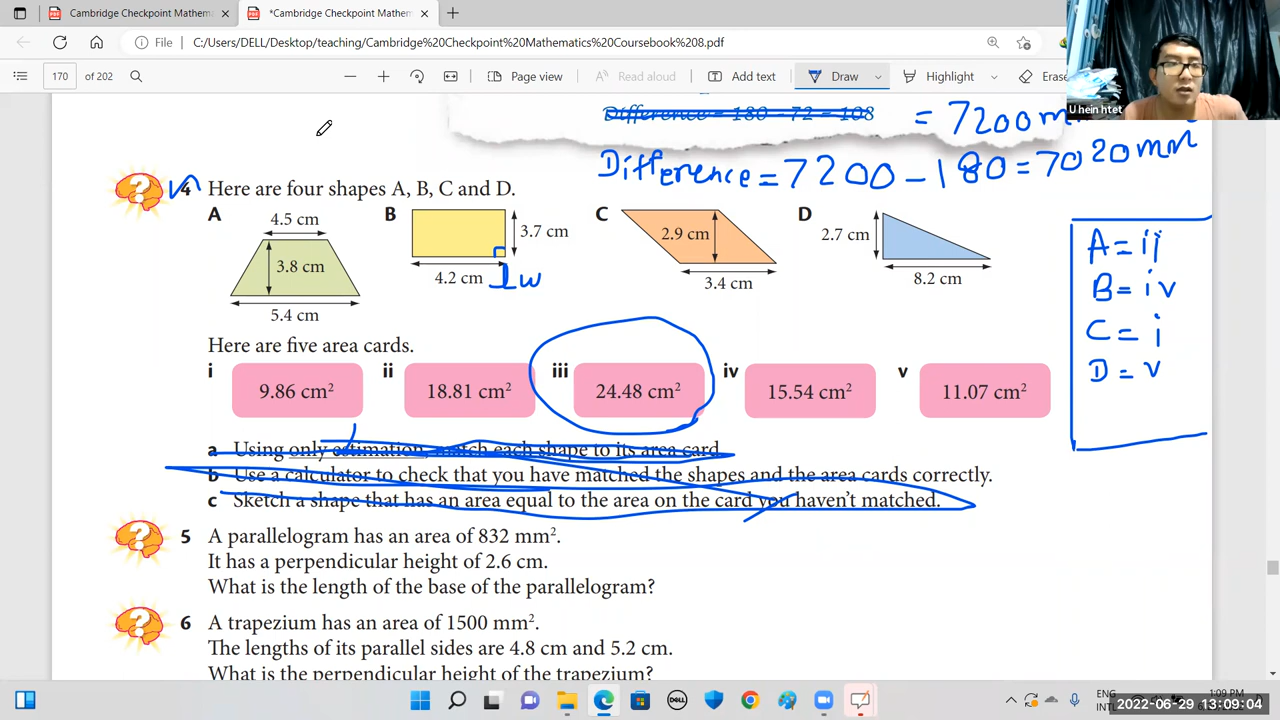 Cambridge Checkpoint Mathema
*Cambridge Checkpoint Mathem
File
C:/Users/DELL/Desktop/teaching/Cambridge%20Checkpoint%20Mathematics%20Coursebook%208.pdf
170 of 202
Page view
Read aloud
Add text
Draw
Highlight
Erase
U hein htet
Difference = 180 - 72 = 108
= 7200 m
Difference = 7200 - 180 = 7020 mm
4 Here are four shapes A, B, C and D.
A 4.5 cm
3.8 cm
5.4 cm
B 3.7 cm
4.2 cm
C 2.9 cm
3.4 cm
D 2.7 cm
8.2 cm
A = ii
B = iv
C = i
D = v
Here are five area cards.
i 9.86 cm²
ii 18.81 cm²
iii 24.48 cm²
iv 15.54 cm²
v 11.07 cm²
a Using only estimation, match each shape to its area card.
b Use a calculator to check that you have matched the shapes and the area cards correctly.
c Sketch a shape that has an area equal to the area on the card you haven't matched.
5 A parallelogram has an area of 832 mm².
It has a perpendicular height of 2.6 cm.
What is the length of the base of the parallelogram?
6 A trapezium has an area of 1500 mm².
The lengths of its parallel sides are 4.8 cm and 5.2 cm.
What is the perpendicular height of the trapezium?
DELL
ENG
INTL
1:09 PM
2022-06-29 13:09:04